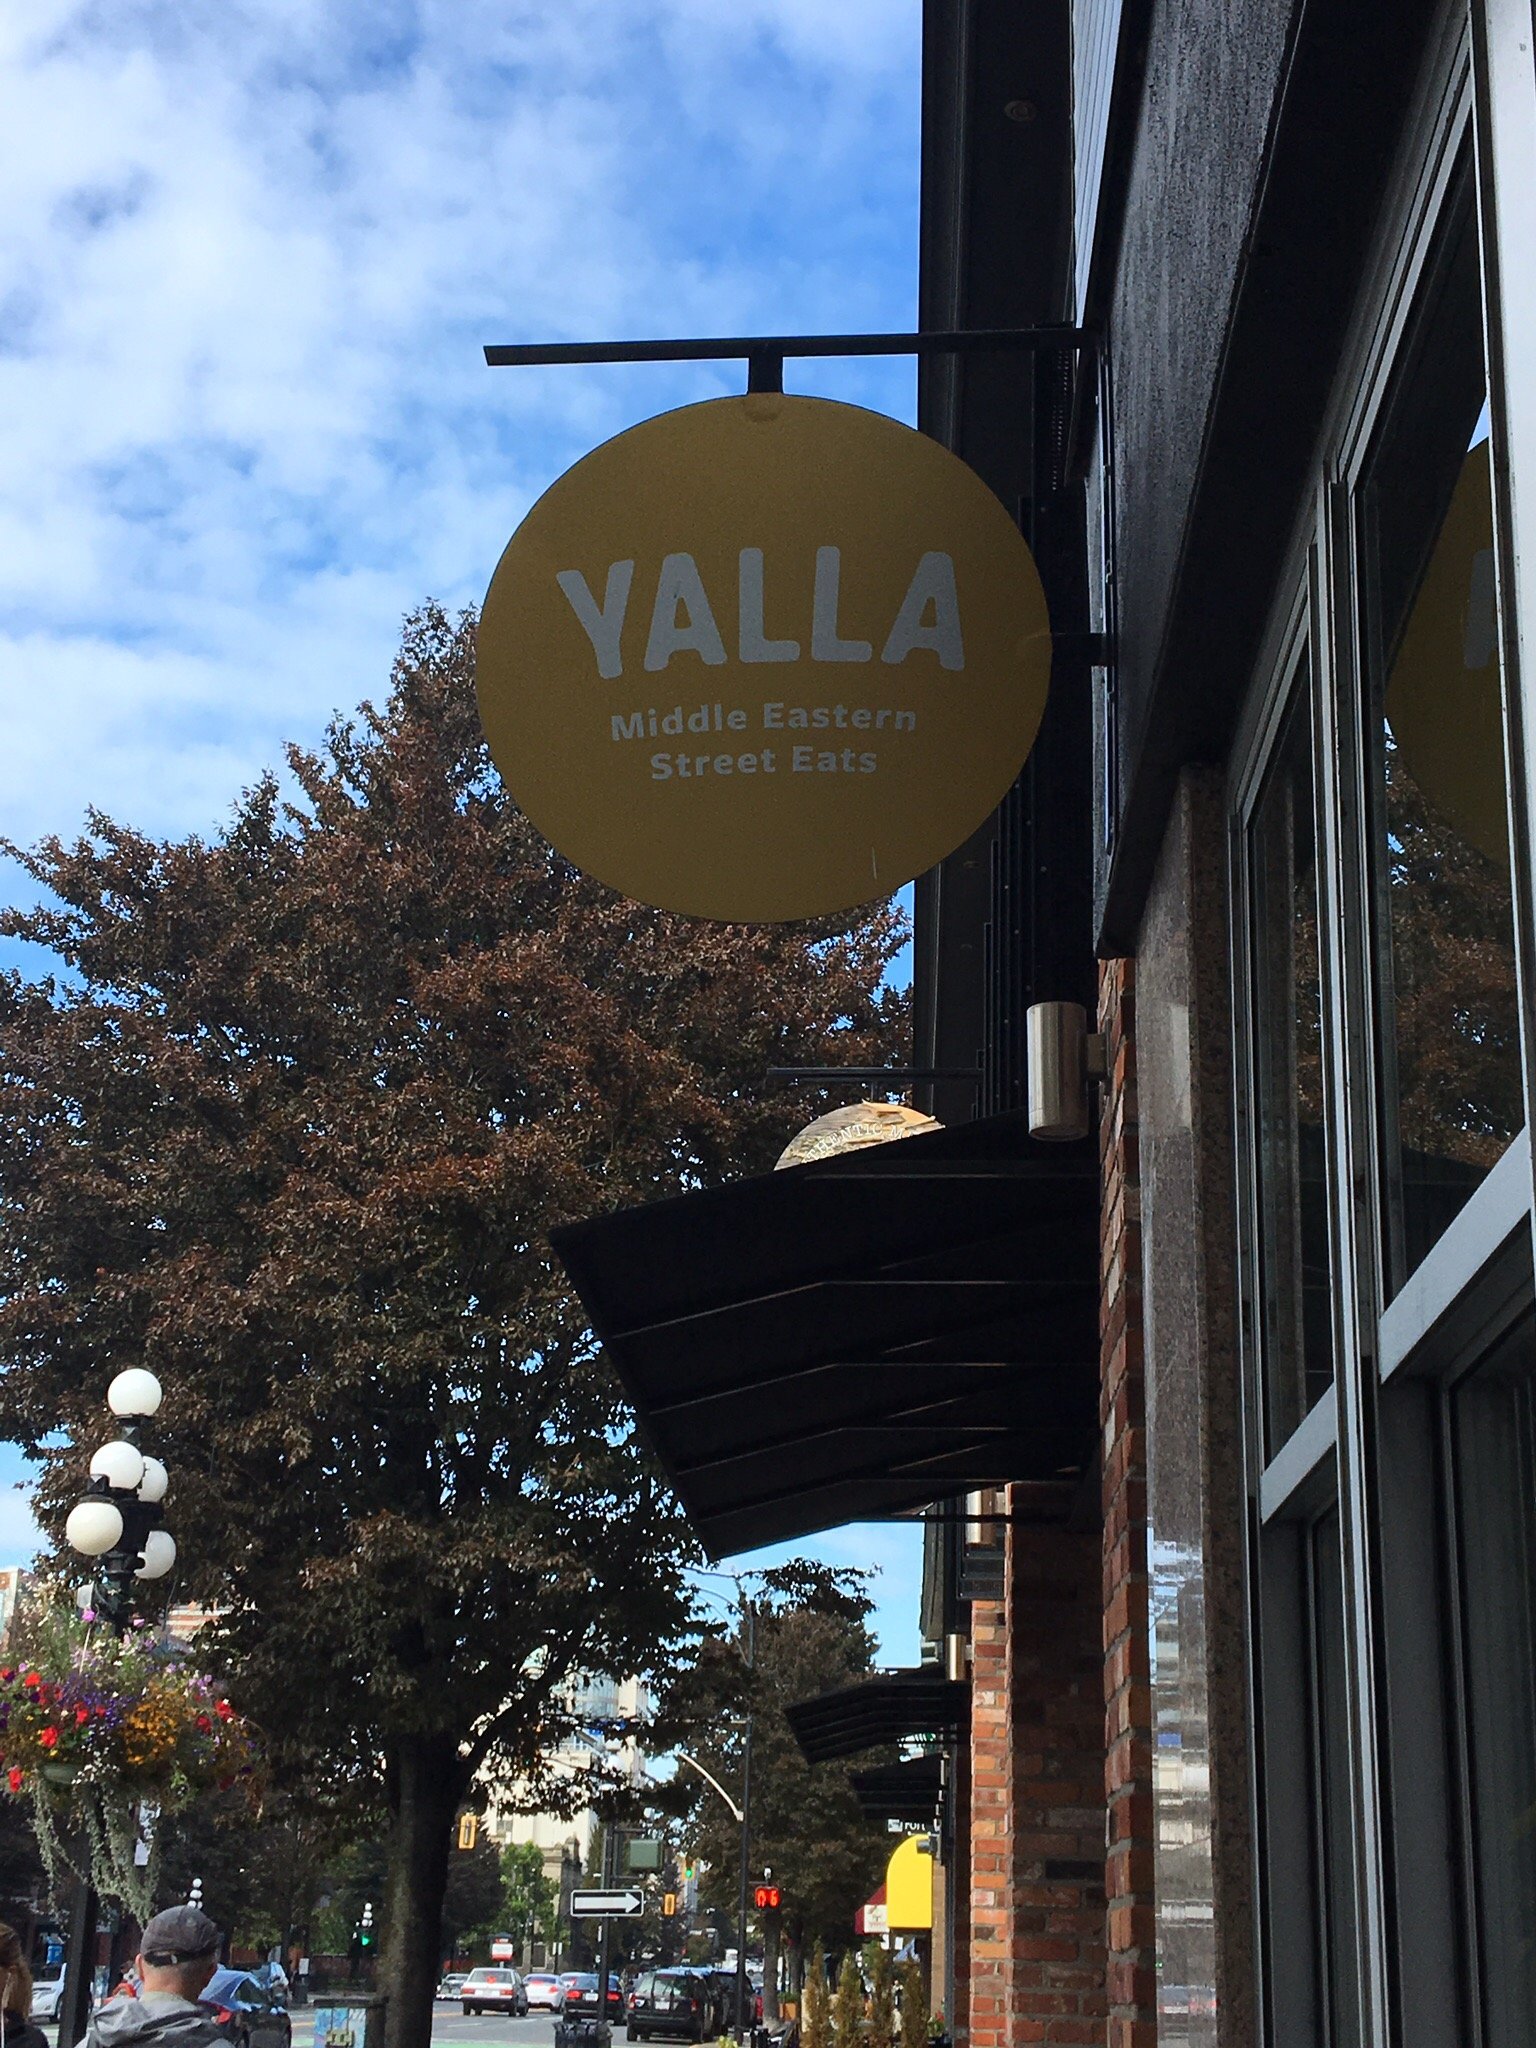 YALLA
Middle Eastern
Street Eats